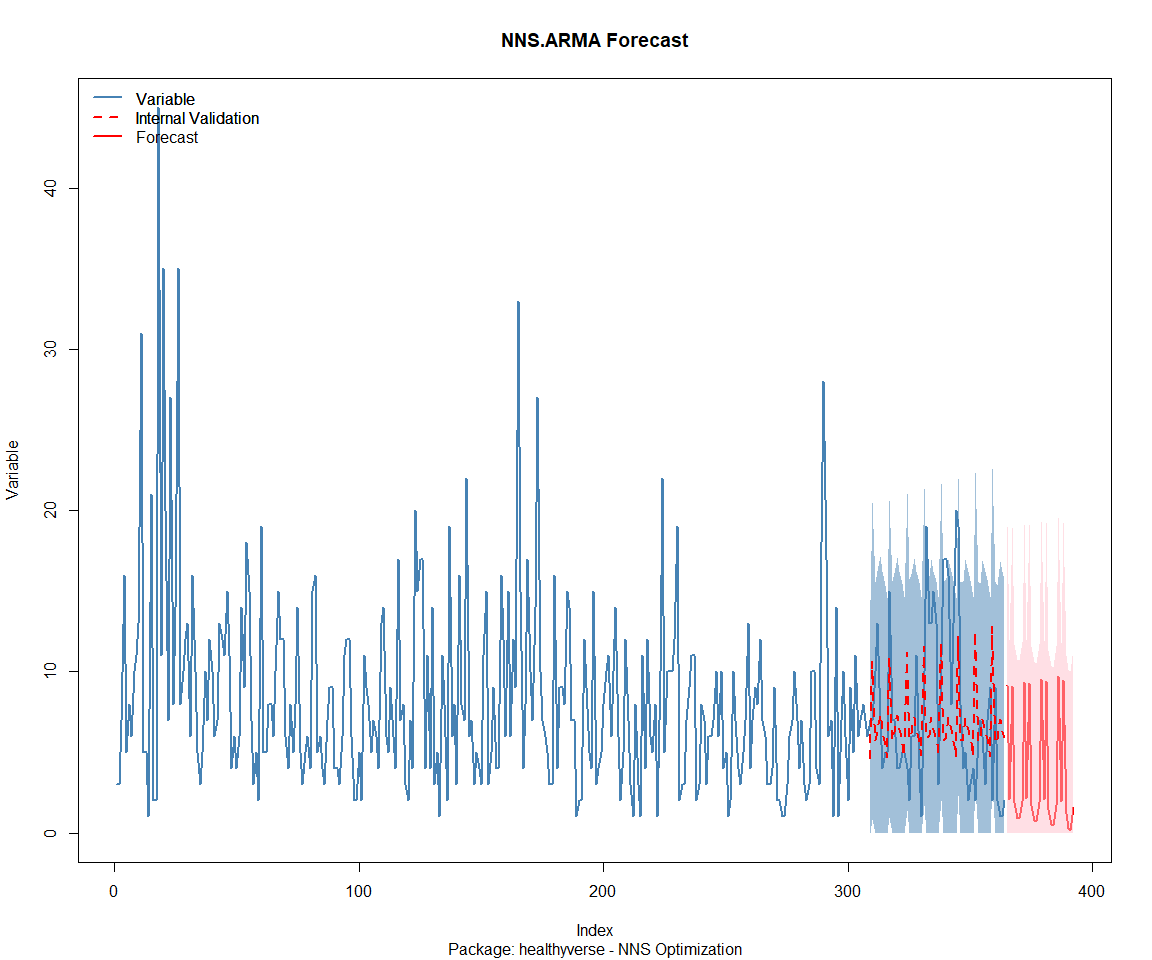 NNS.ARMA Forecast
Variable
Internal Validation
Forecast
Variable
40
30
20
10
0
0
100
200
300
400
Index
Package: healthyverse - NNS Optimization